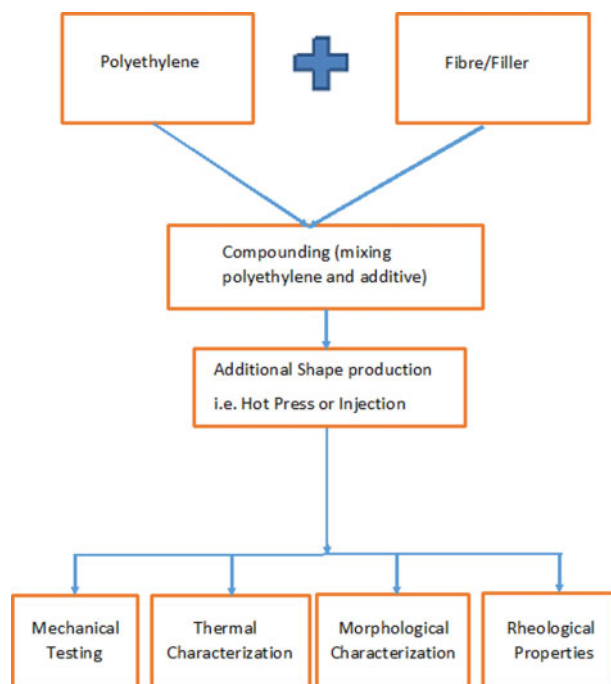 Polyethylene
Fibre/Filler
Compounding (mixing
polyethylene and additive)
Additional Shape production
i.e. Hot Press or Injection
Mechanical
Testing
Thermal
Characterization
Morphological
Characterization
Rheological
Properties